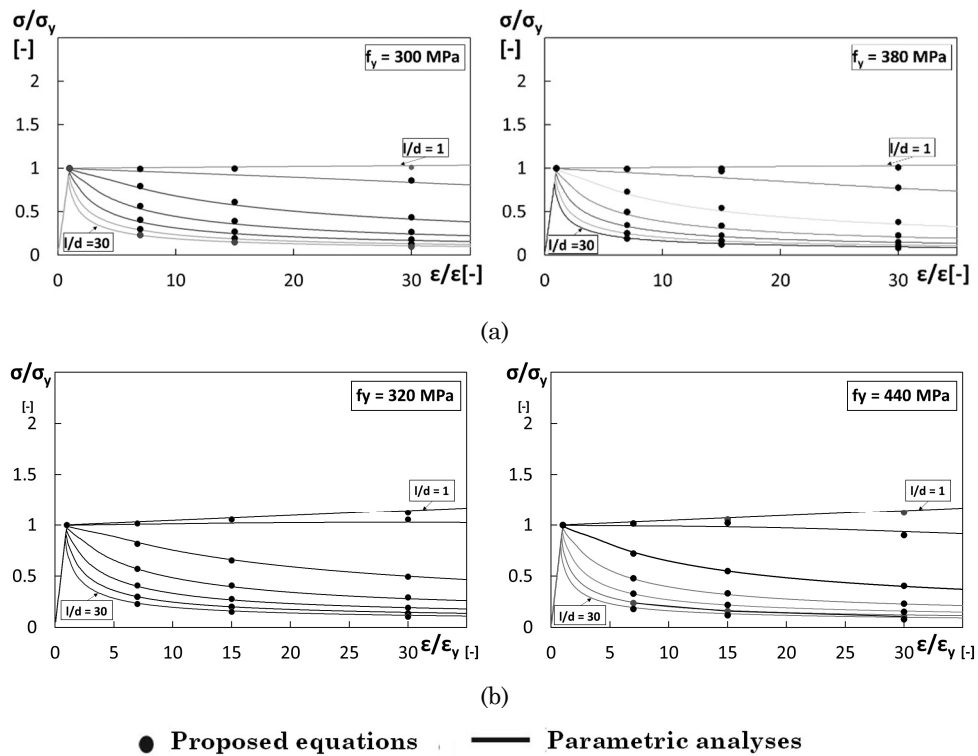 σ/σy
[-]
fy = 300 MPa
2
1.5
1
0.5
0
l/d = 1
l/d =30
0
10
20
30
ε/ε[-]
σ/σy
[-]
fy = 380 MPa
2
1.5
1
0.5
0
l/d = 1
l/d =30
0
10
20
30
ε/ε[-]
(a)
σ/σy
[-]
fy = 320 MPa
2
1.5
1
0.5
0
l/d = 1
l/d = 30
0 5 10 15 20 25 30
ε/εy [-]
σ/σy
[-]
fy = 440 MPa
2
1.5
1
0.5
0
l/d = 1
l/d = 30
0 5 10 15 20 25 30
ε/εy [-]
(b)
Proposed equations
Parametric analyses